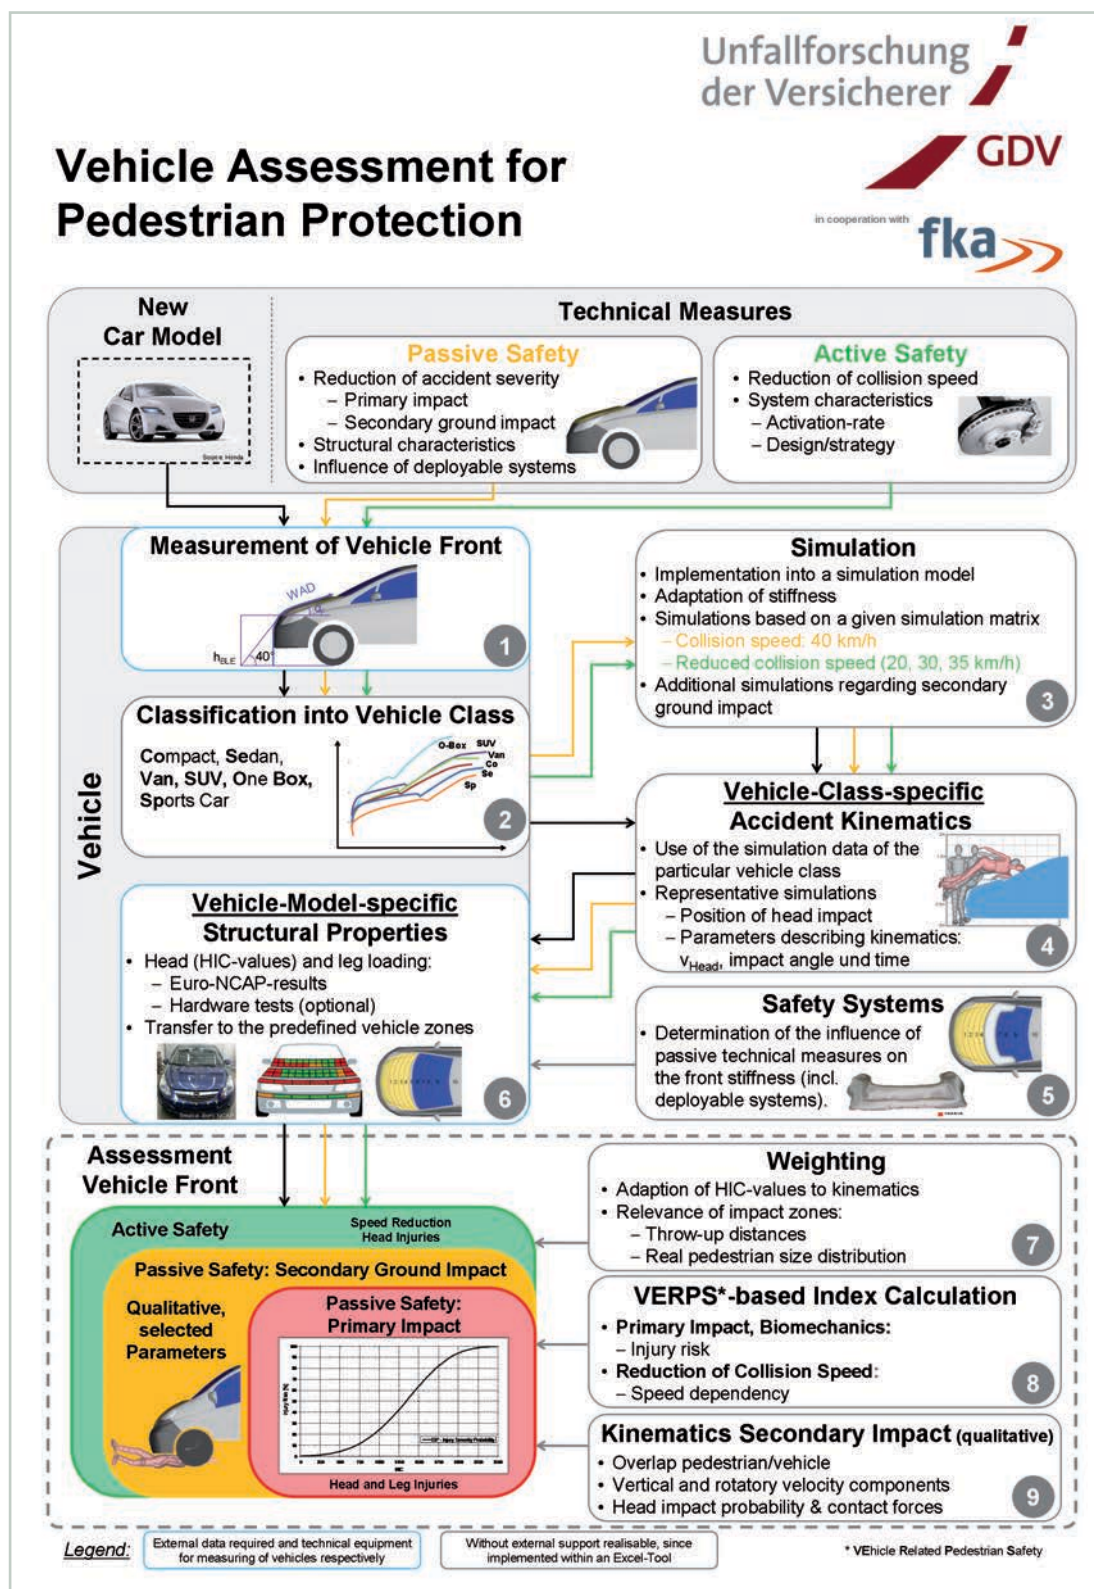 Unfallforschung
der Versicherer
GDV
in cooperation with
fka
Vehicle Assessment for
Pedestrian Protection
New
Car Model
Source: Honda
Technical Measures
Passive Safety
• Reduction of accident severity
– Primary impact
– Secondary ground impact
• Structural characteristics
• Influence of deployable systems
Active Safety
• Reduction of collision speed
• System characteristics
– Activation-rate
– Design/strategy
Vehicle
Measurement of Vehicle Front
WAD
α
hBLE
40°
1
Classification into Vehicle Class
Compact, Sedan,
Van, SUV, One Box,
Sports Car
O-Box
SUV
Van
Co
Se
Sp
2
Simulation
• Implementation into a simulation model
• Adaptation of stiffness
• Simulations based on a given simulation matrix
– Collision speed: 40 km/h
– Reduced collision speed (20, 30, 35 km/h)
• Additional simulations regarding secondary
ground impact
3
Vehicle-Class-specific
Accident Kinematics
• Use of the simulation data of the
particular vehicle class
• Representative simulations
– Position of head impact
– Parameters describing kinematics:
vHead, impact angle und time
4
Vehicle-Model-specific
Structural Properties
• Head (HIC-values) and leg loading:
– Euro-NCAP-results
– Hardware tests (optional)
• Transfer to the predefined vehicle zones
6
Safety Systems
• Determination of the influence of
passive technical measures on
the front stiffness (incl.
deployable systems).
5
Assessment
Vehicle Front
Active Safety
Speed Reduction
Head Injuries
Passive Safety: Secondary Ground Impact
Qualitative,
selected
Parameters
Passive Safety:
Primary Impact
Head and Leg Injuries
Weighting
• Adaption of HIC-values to kinematics
• Relevance of impact zones:
– Throw-up distances
– Real pedestrian size distribution
7
VERPS*-based Index Calculation
• Primary Impact, Biomechanics:
– Injury risk
• Reduction of Collision Speed:
– Speed dependency
8
Kinematics Secondary Impact (qualitative)
• Overlap pedestrian/vehicle
• Vertical and rotatory velocity components
• Head impact probability & contact forces
9
Legend:
External data required and technical equipment
for measuring of vehicles respectively
Without external support realisable, since
implemented within an Excel-Tool
* VEhicle Related Pedestrian Safety